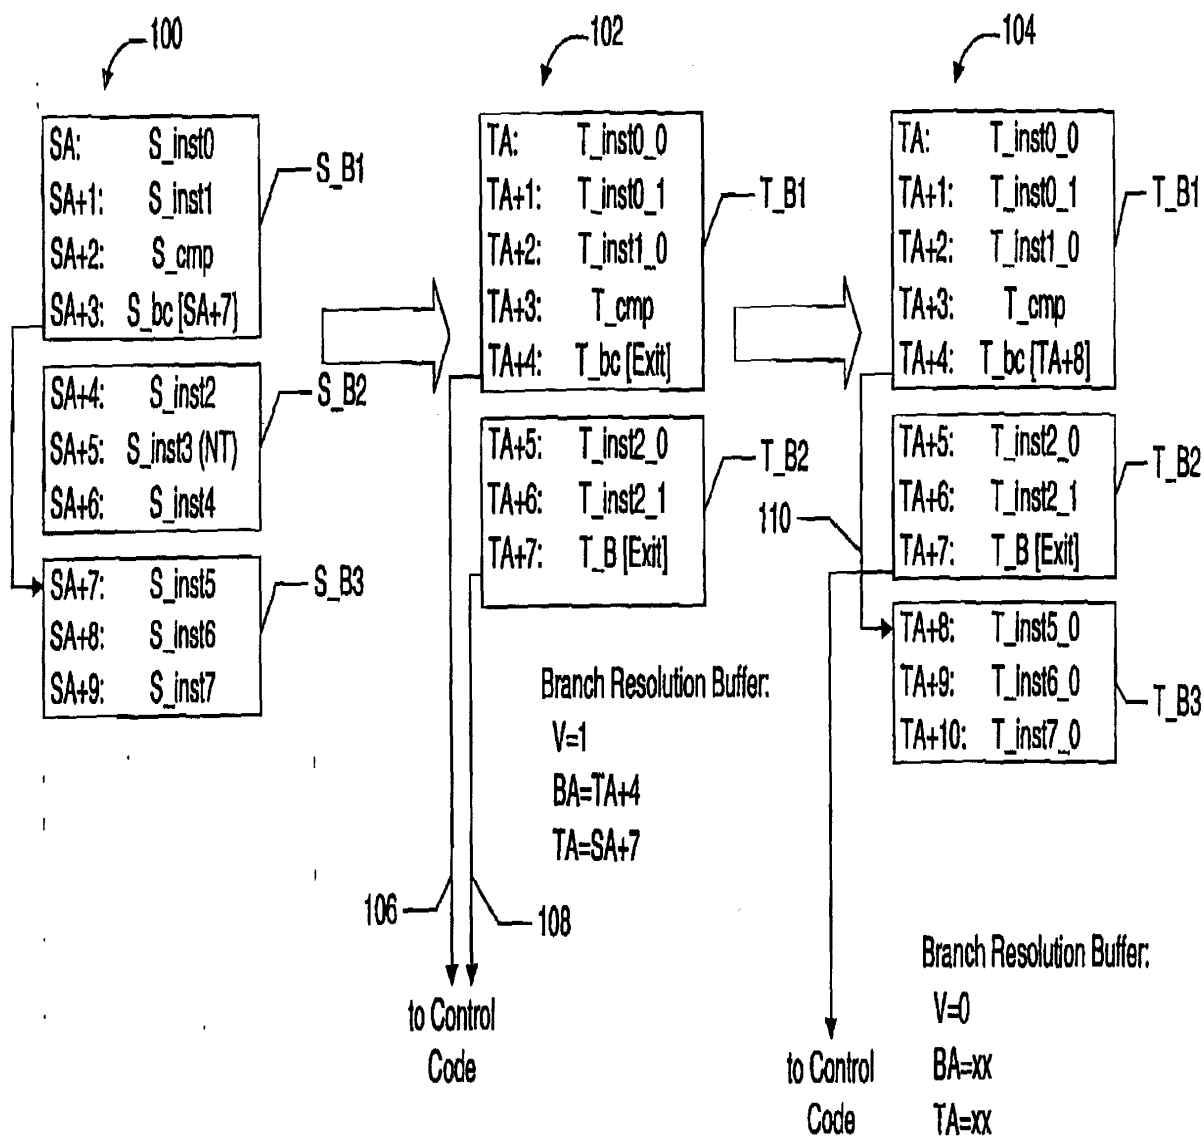 100
SA: S_inst0
SA+1: S_inst1
SA+2: S_cmp
SA+3: S_bc [SA+7]
S_B1
SA+4: S_inst2
SA+5: S_inst3 (NT)
SA+6: S_inst4
S_B2
SA+7: S_inst5
SA+8: S_inst6
SA+9: S_inst7
S_B3
102
TA: T_inst0_0
TA+1: T_inst0_1
TA+2: T_inst1_0
TA+3: T_cmp
TA+4: T_bc [Exit]
T_B1
TA+5: T_inst2_0
TA+6: T_inst2_1
TA+7: T_B [Exit]
T_B2
Branch Resolution Buffer:
V=1
BA=TA+4
TA=SA+7
106
108
to Control
Code
104
TA: T_inst0_0
TA+1: T_inst0_1
TA+2: T_inst1_0
TA+3: T_cmp
TA+4: T_bc [TA+8]
T_B1
TA+5: T_inst2_0
TA+6: T_inst2_1
TA+7: T_B [Exit]
T_B2
110
TA+8: T_inst5_0
TA+9: T_inst6_0
TA+10: T_inst7_0
T_B3
to Control
Code
Branch Resolution Buffer:
V=0
BA=xx
TA=xx